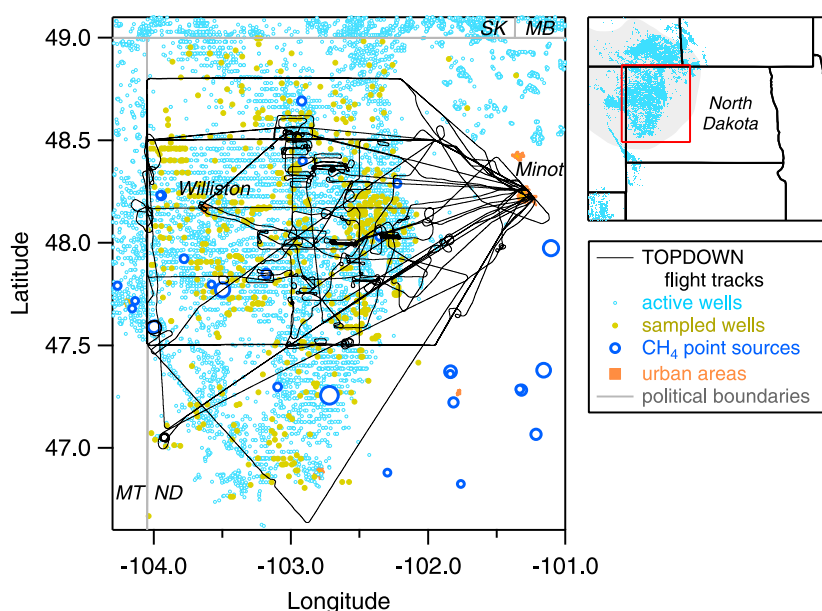 49.0
48.5
48.0
47.5
47.0
Latitude
SK
MB
Williston
Minot
MT
ND
-104.0
-103.0
-102.0
-101.0
Longitude
North
Dakota
TOPDOWN
flight tracks
active wells
sampled wells
CH₄ point sources
urban areas
political boundaries